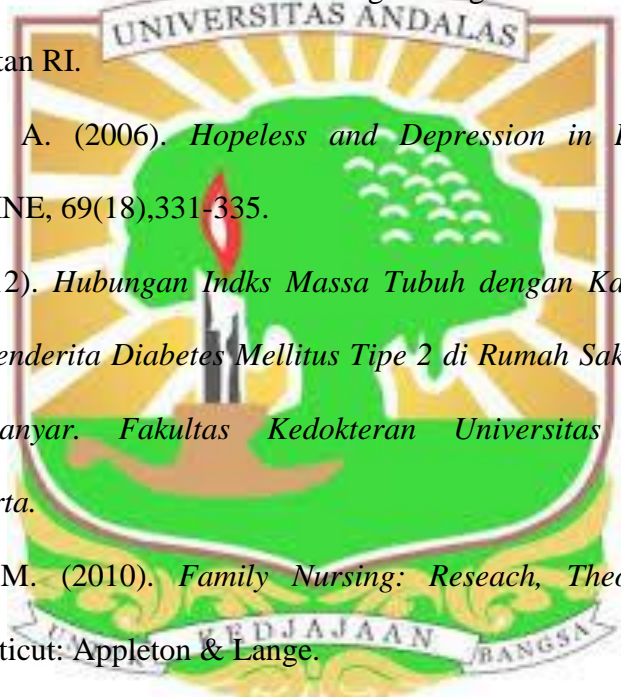 UNIVERSITAS ANDALAS
tan RI.
A. (2006). Hopeless and Depression in
NE, 69(18),331-335.
2). Hubungan Indks Massa Tubuh dengan
enderita Diabetes Mellitus Tipe 2 di Rumah Sak
anyar. Fakultas Kedokteran Universitas
rta.
M. (2010). Family Nursing: Reseach, Theo
KEDJAJAAN BANGSA
ticut: Appleton & Lange.